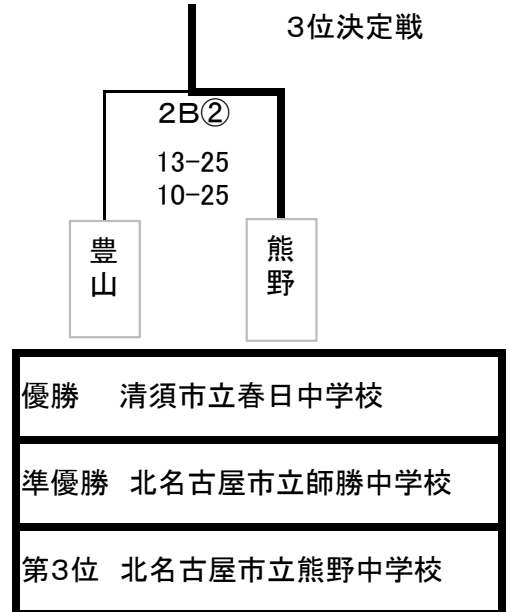 3位決定戦
2B②
13-25
10-25
豊山
熊野
優勝　清須市立春日中学校
準優勝　北名古屋市立師勝中学校
第3位　北名古屋市立熊野中学校